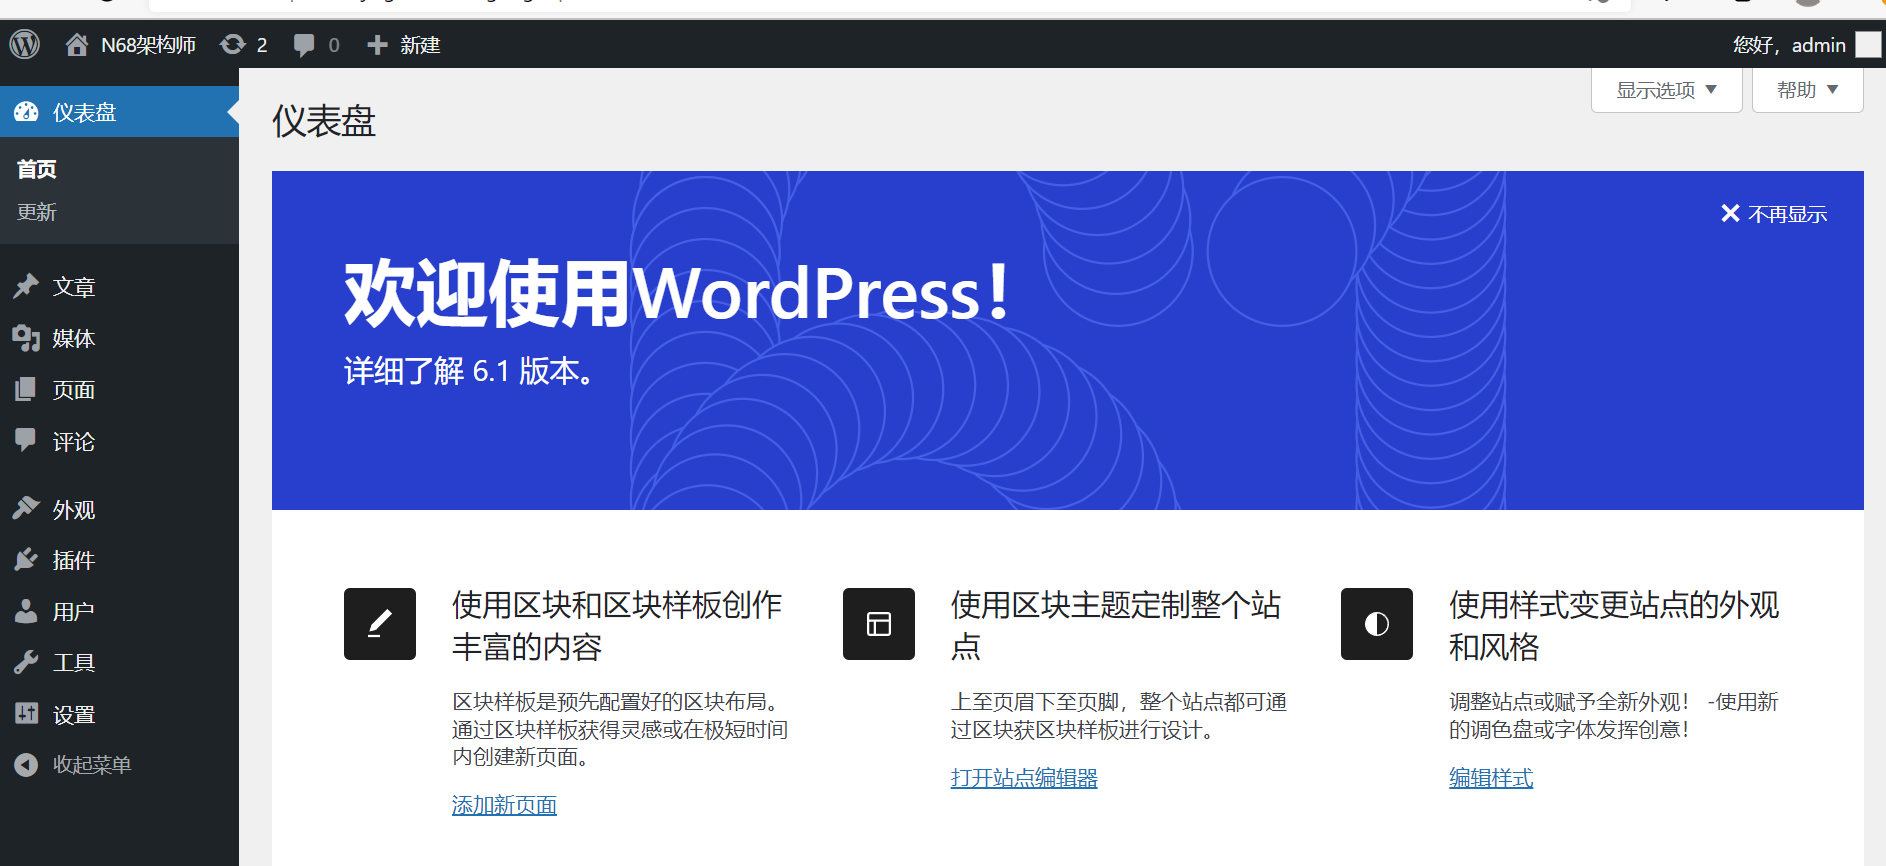 N68架构师
2
0
新建
您好，admin
仪表盘
首页
更新
文章
媒体
页面
评论
外观
插件
用户
工具
设置
收起菜单
显示选项
帮助
仪表盘
不再显示
欢迎使用WordPress！
详细了解 6.1 版本。
使用区块和区块样板创作
丰富的内容
区块样板是预先配置好的区块布局。
通过区块样板获得灵感或在极短时间
内创建新页面。
添加新页面
使用区块主题定制整个站
点
上至页眉下至页脚，整个站点都可通
过区块获区块样板进行设计。
打开站点编辑器
使用样式变更站点的外观
和风格
调整站点或赋予全新外观！ -使用新
的调色盘或字体发挥创意！
编辑样式